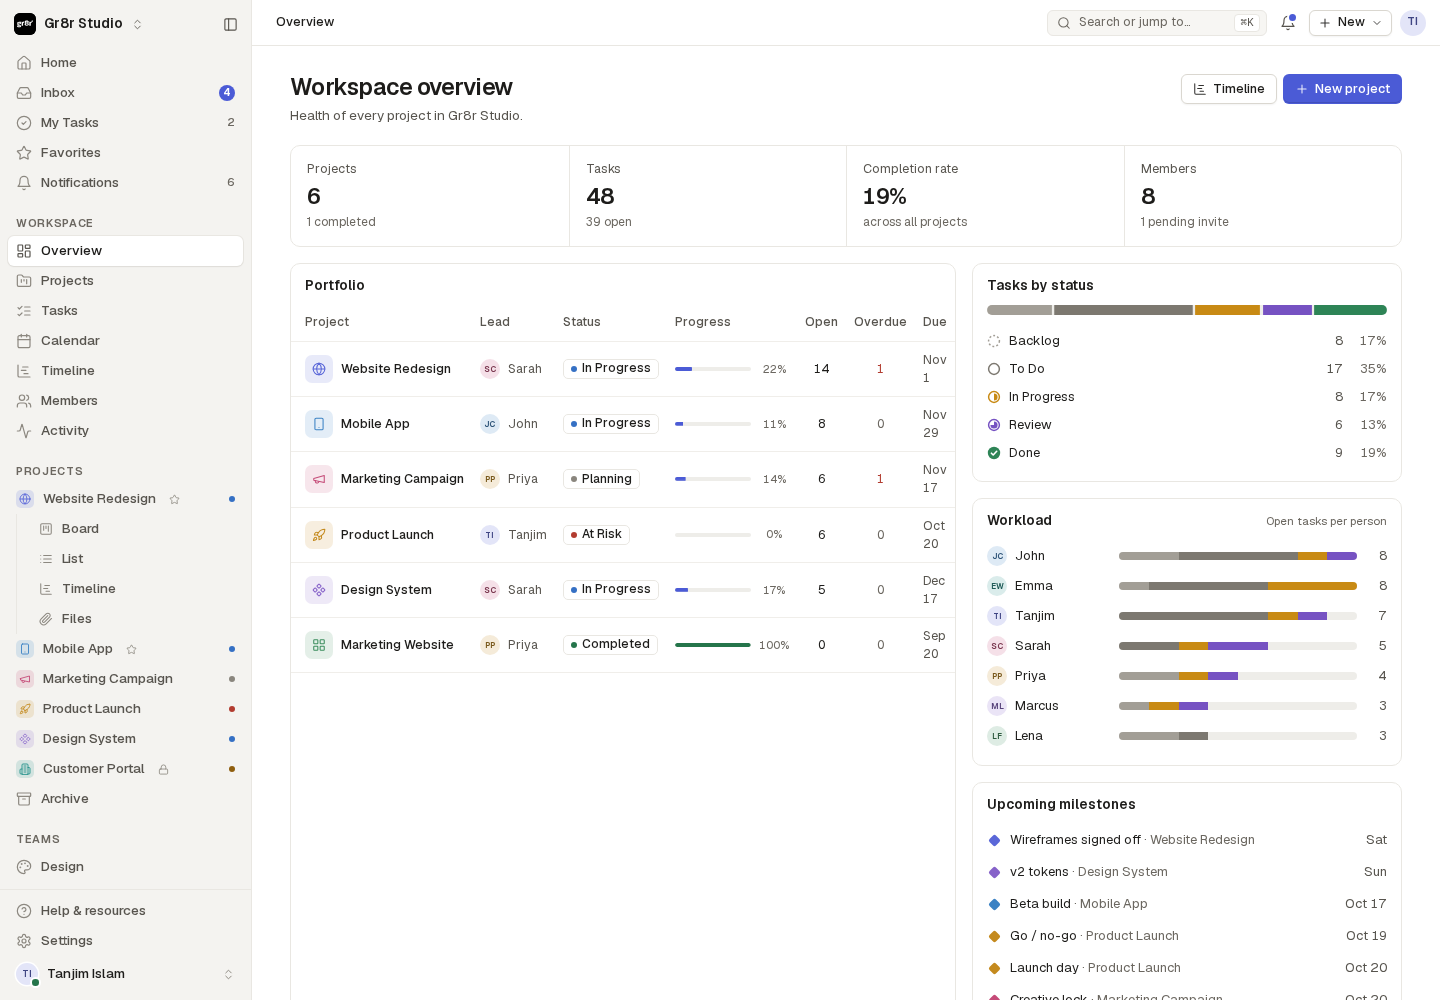 gr8r
Gr8r Studio
Home
Inbox 4
My Tasks 2
Favorites
Notifications 6
WORKSPACE
Overview
Projects
Tasks
Calendar
Timeline
Members
Activity
PROJECTS
Website Redesign
Board
List
Timeline
Files
Mobile App
Marketing Campaign
Product Launch
Design System
Customer Portal
Archive
TEAMS
Design
Help & resources
Settings
TI Tanjim Islam
Overview
Search or jump to... ⌘K
New
TI
Workspace overview
Health of every project in Gr8r Studio.
Timeline
New project
Projects
6
1 completed
Tasks
48
39 open
Completion rate
19%
across all projects
Members
8
1 pending invite
Portfolio
Project Lead Status Progress Open Overdue Due
Website Redesign SC Sarah In Progress 22% 14 1 Nov
1
Mobile App JC John In Progress 11% 8 0 Nov
29
Marketing Campaign PP Priya Planning 14% 6 1 Nov
17
Product Launch TI Tanjim At Risk 0% 6 0 Oct
20
Design System SC Sarah In Progress 17% 5 0 Dec
17
Marketing Website PP Priya Completed 100% 0 0 Sep
20
Tasks by status
Backlog 8 17%
To Do 17 35%
In Progress 8 17%
Review 6 13%
Done 9 19%
Workload Open tasks per person
JC John 8
EW Emma 8
TI Tanjim 7
SC Sarah 5
PP Priya 4
ML Marcus 3
LF Lena 3
Upcoming milestones
Wireframes signed off · Website Redesign Sat
v2 tokens · Design System Sun
Beta build · Mobile App Oct 17
Go / no-go · Product Launch Oct 19
Launch day · Product Launch Oct 20
Creative lock · Marketing Campaign Oct 20